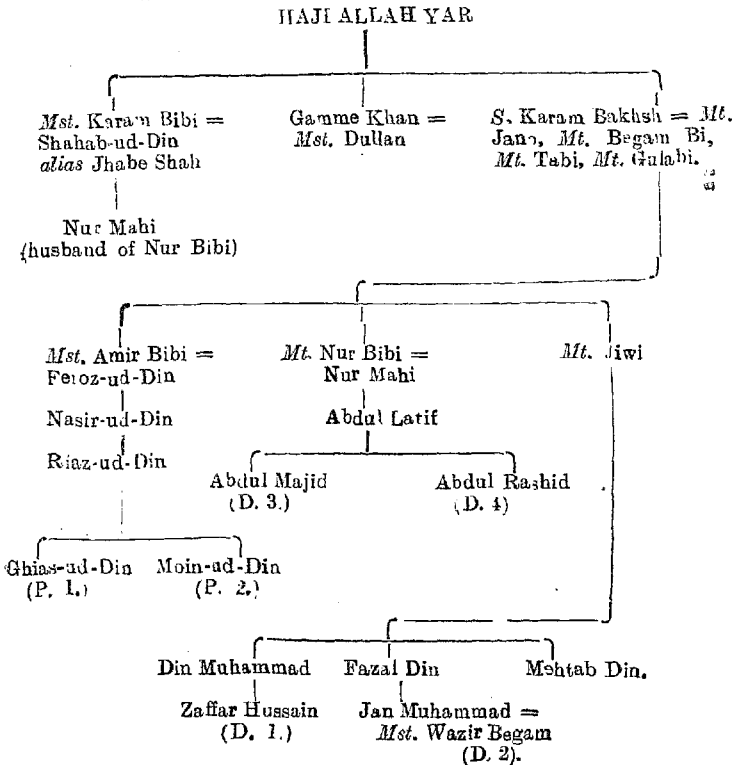 HAJI ALLAH YAR
Mst. Karam Bibi =
Shahab-ud-Din
alias Jhabe Shah
Gamme Khan =
Mst. Dullan
S. Karam Bakhsh = Mt.
Jano, Mt. Begam Bi,
Mt. Tabi, Mt. Gulabi.
Nur Mahi
(husband of Nur Bibi)
Mst. Amir Bibi =
Feroz-ud-Din
Mt. Nur Bibi =
Nur Mahi
Mt. Jiwi
Nasir-ud-Din
Abdul Latif
Riaz-ud-Din
Abdul Majid
(D. 3.)
Abdul Rashid
(D. 4)
Ghias-ud-Din
(P. 1.)
Moin-ud-Din
(P. 2.)
Din Muhammad
Fazal Din
Mehtab Din.
Zaffar Hussain
(D. 1.)
Jan Muhammad =
Mst. Wazir Begam
(D. 2).